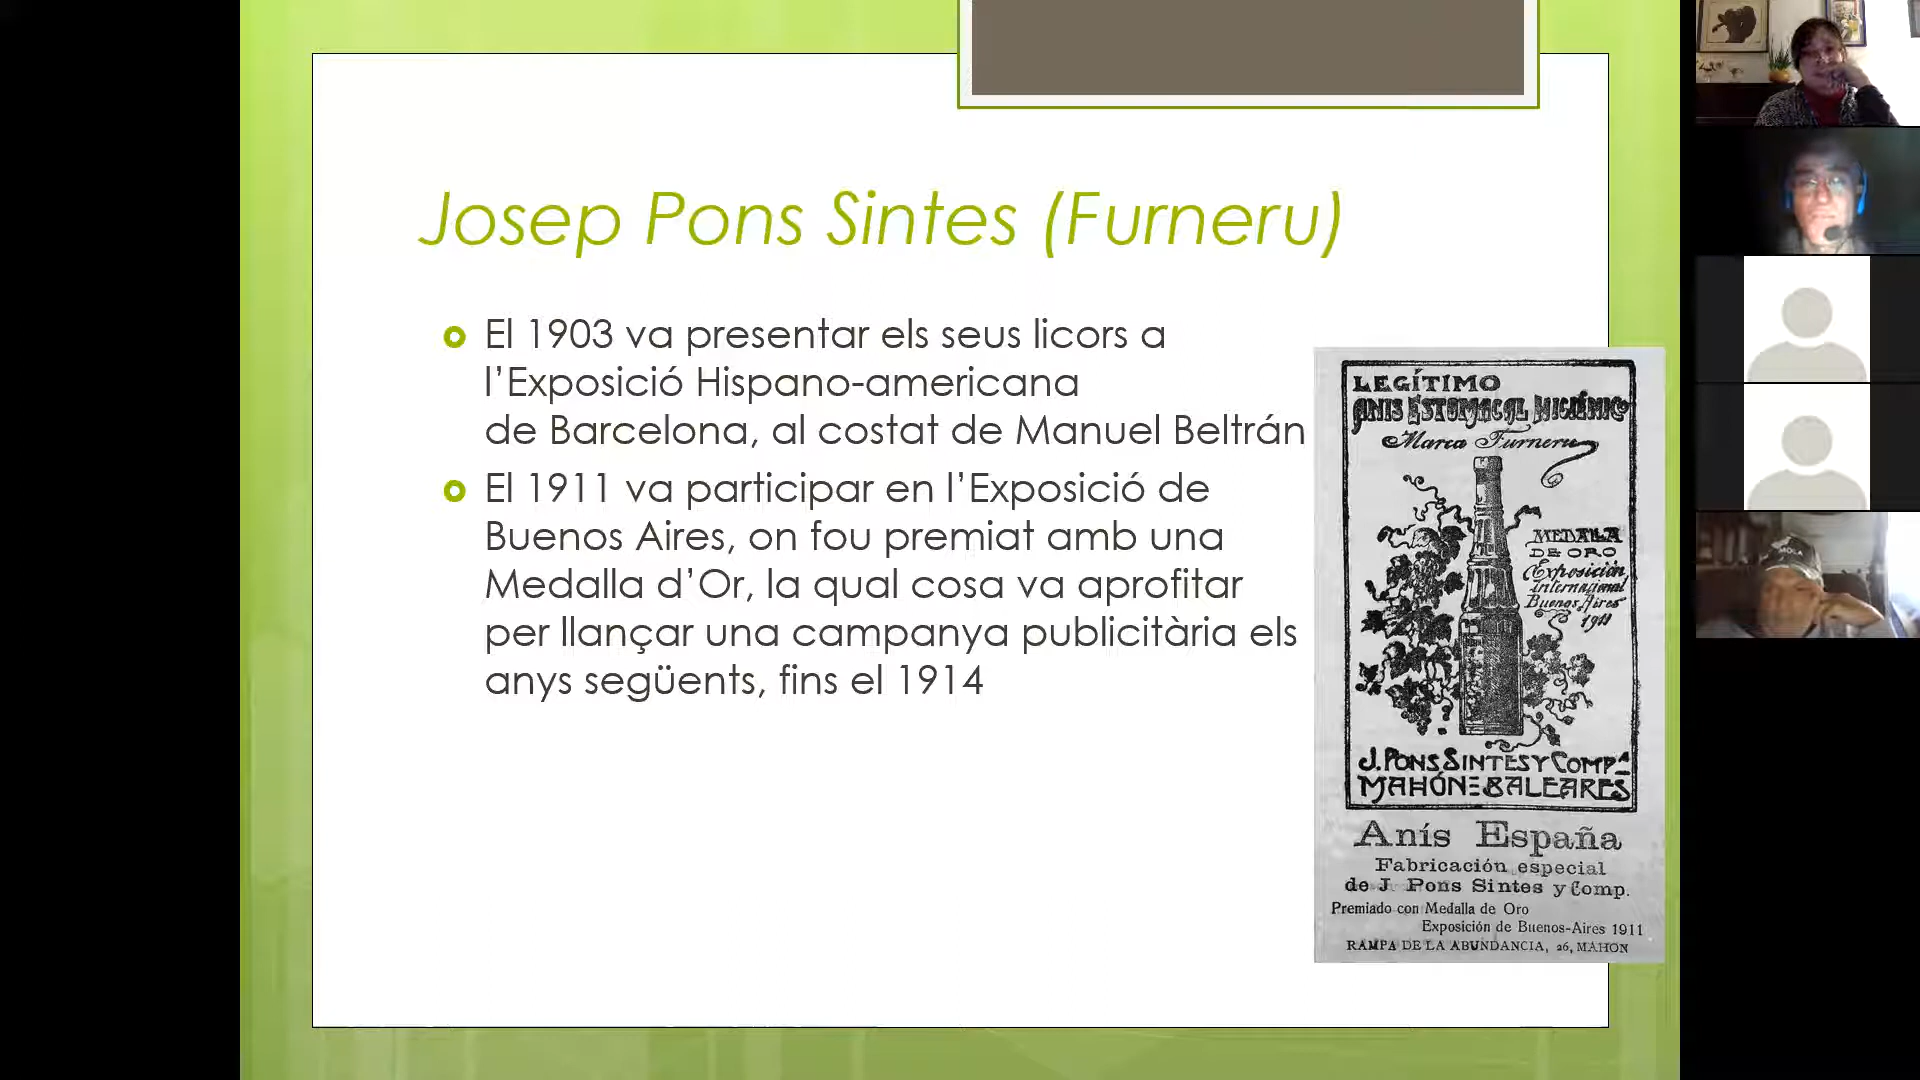 Josep Pons Sintes (Furneru)
El 1903 va presentar els seus licors a
l’Exposició Hispano-americana
de Barcelona, al costat de Manuel Beltrán
El 1911 va participar en l’Exposició de
Buenos Aires, on fou premiat amb una
Medalla d’Or, la qual cosa va aprofitar
per llançar una campanya publicitària els
anys següents, fins el 1914
LEGÍTIMO
ANIS ESTOMACAL HIGIÉNICO
Marca Furneru
MEDALLA
DE ORO
Exposición
Internacional
Buenos Aires
1911
J. PONS SINTES Y COMPª
MAHÓN=BALEARES
Anís España
Fabricación especial
de J. Pons Sintes y Comp.
Premiado con Medalla de Oro
Exposición de Buenos-Aires 1911
RAMPA DE LA ABUNDANCIA, 26, MAHON
MOLA